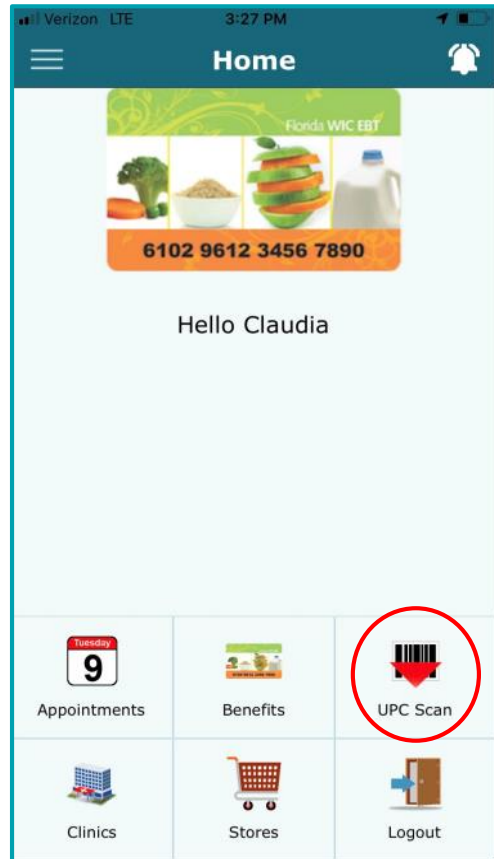 Verizon LTE 3:27 PM
Home
Florida WIC EBT
6102 9612 3456 7890
Hello Claudia
Tuesday
9
Appointments Benefits UPC Scan
Clinics Stores Logout